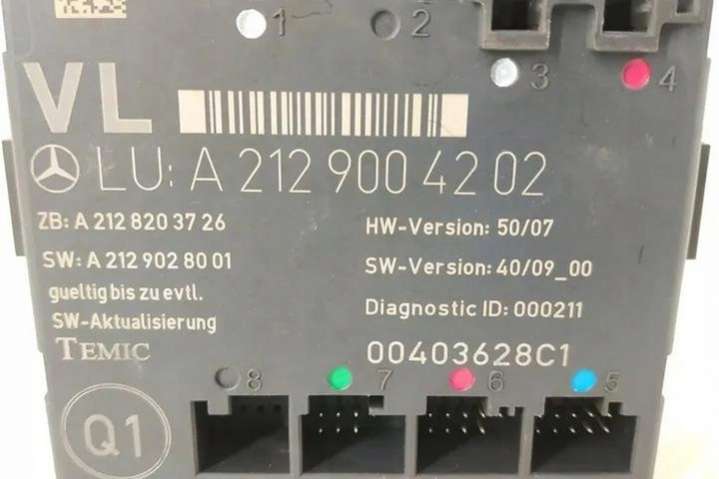 1 2
3 4
VL
LU: A 212 900 42 02
ZB: A 212 820 37 26
SW: A 212 902 80 01
gueltig bis zu evtl.
SW-Aktualisierung
TEMIC
HW-Version: 50/07
SW-Version: 40/09_00
Diagnostic ID: 000211
00403628C1
8 7 6 5
Q1